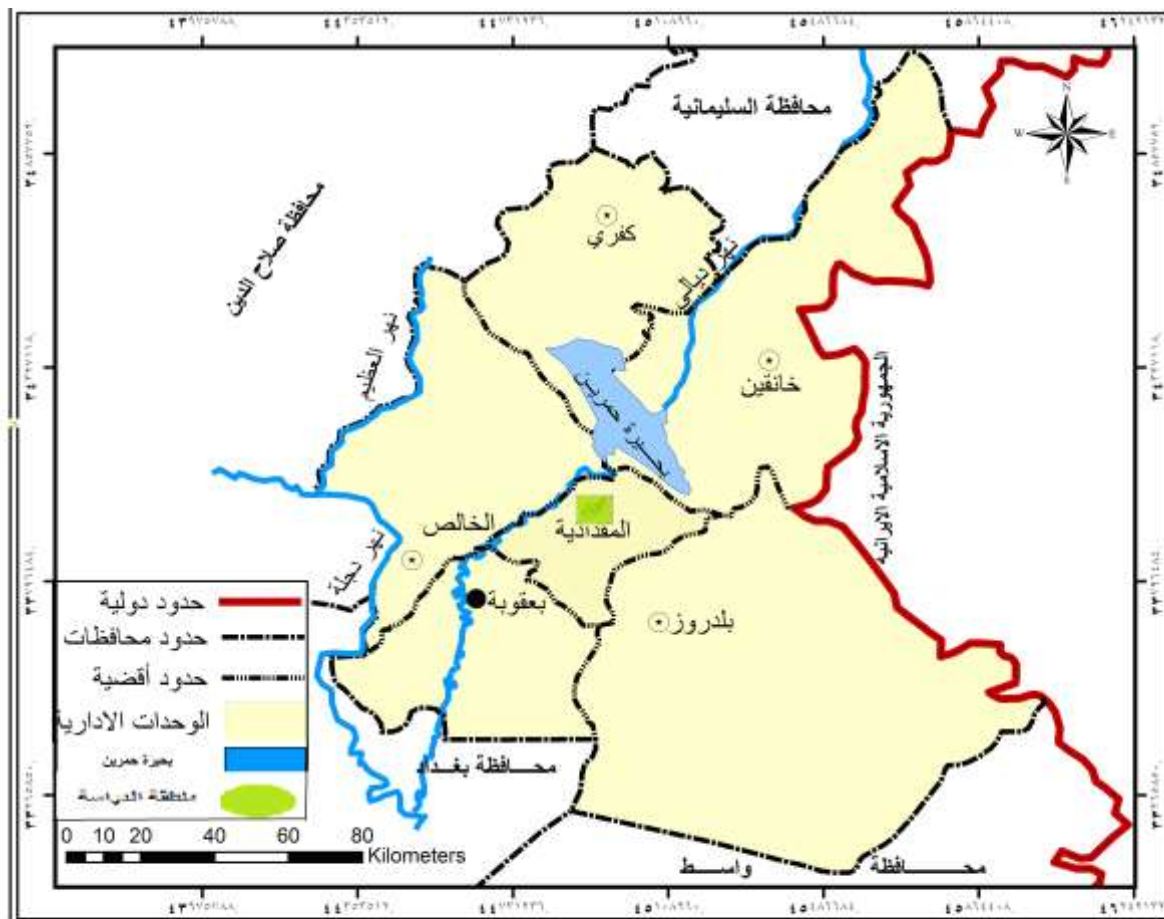 محافظة السليمانية
محافظة صلاح الدين
كفري
نهر ديالى
نهر العظيم
خانقين
بحيرة حمرين
الجمهورية الاسلامية الايرانية
الخالص
المقدادية
نهر دجلة
بعقوبة
بلدروز
محافظة بغداد
محافظة واسط
حدود دولية
حدود محافظات
حدود أقضية
الوحدات الادارية
بحيرة حمرين
منطقة الدراسة
0 10 20 40 60 80
Kilometers
N
W
E
S